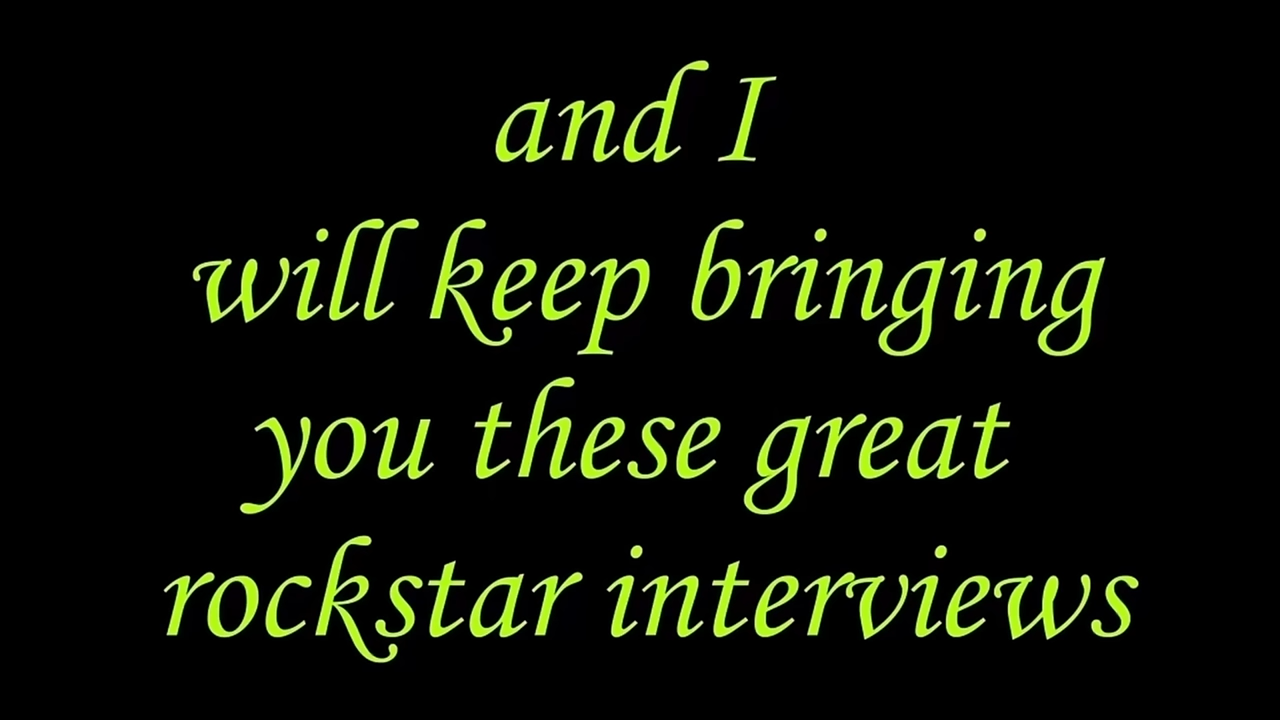 and I
will keep bringing
you these great
rockstar interviews